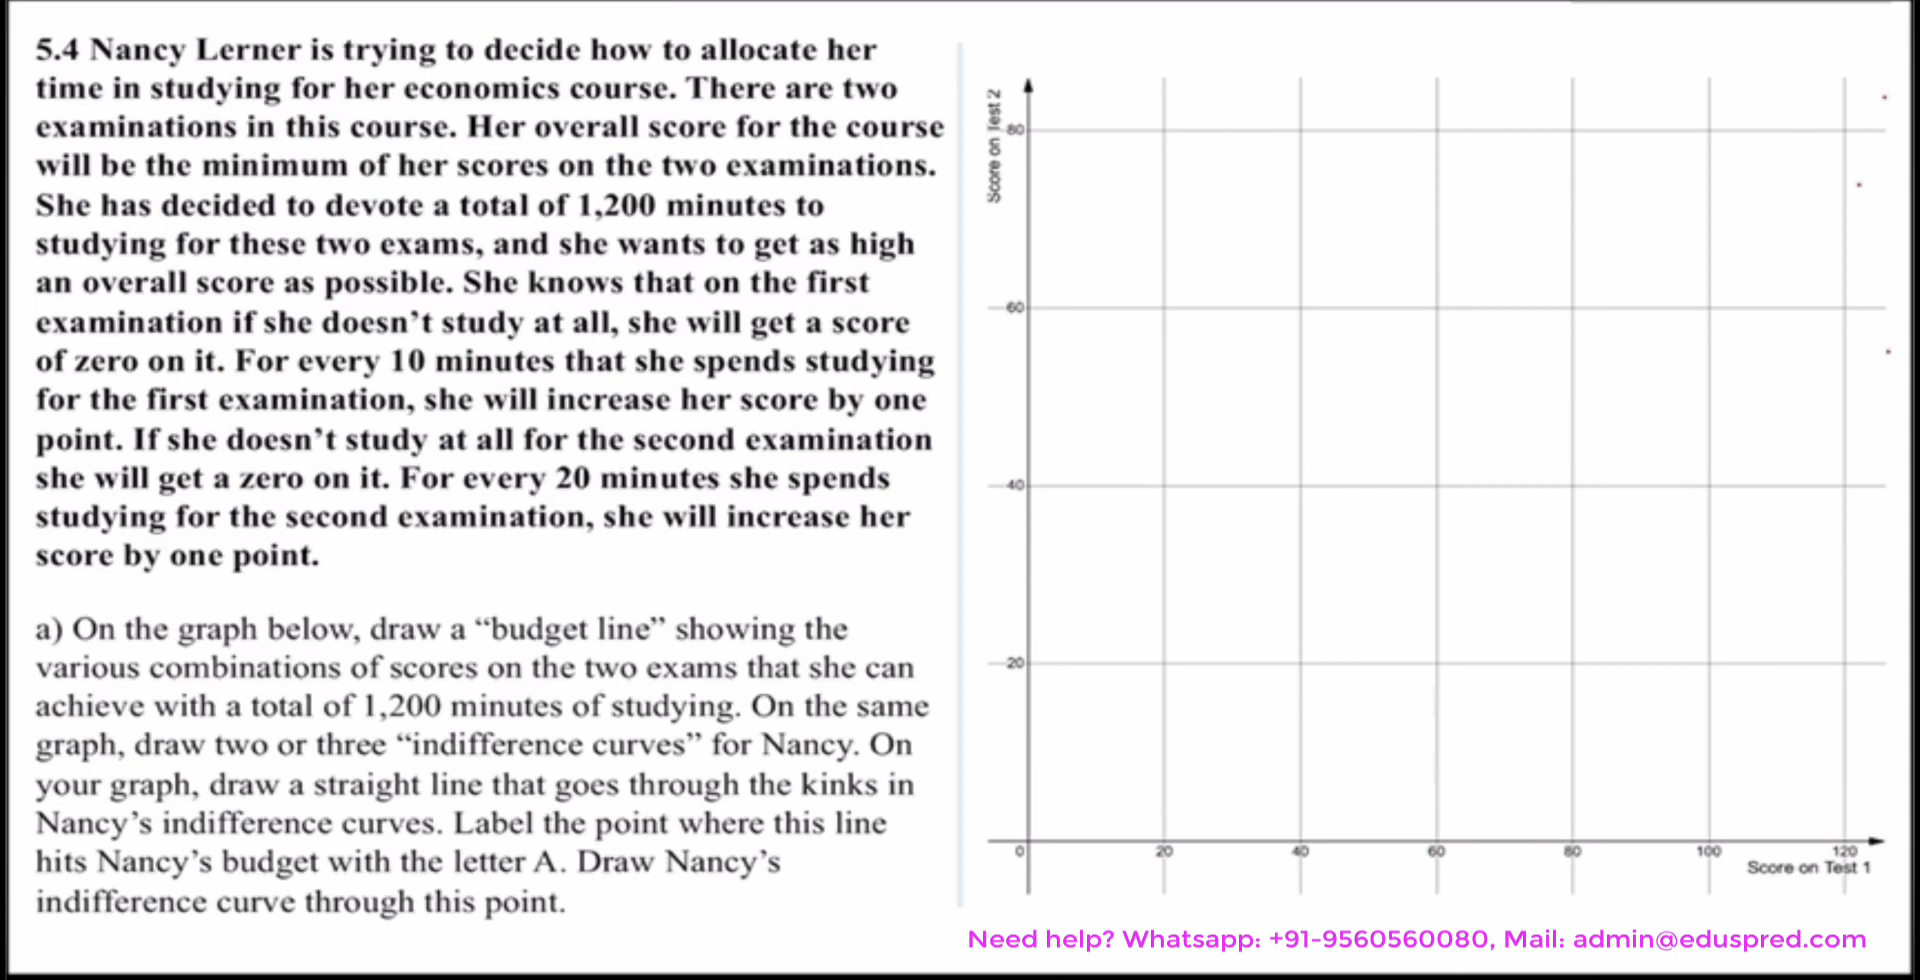 5.4 Nancy Lerner is trying to decide how to allocate her
time in studying for her economics course. There are two
examinations in this course. Her overall score for the course
will be the minimum of her scores on the two examinations.
She has decided to devote a total of 1,200 minutes to
studying for these two exams, and she wants to get as high
an overall score as possible. She knows that on the first
examination if she doesn’t study at all, she will get a score
of zero on it. For every 10 minutes that she spends studying
for the first examination, she will increase her score by one
point. If she doesn’t study at all for the second examination
she will get a zero on it. For every 20 minutes she spends
studying for the second examination, she will increase her
score by one point.
a) On the graph below, draw a “budget line” showing the
various combinations of scores on the two exams that she can
achieve with a total of 1,200 minutes of studying. On the same
graph, draw two or three “indifference curves” for Nancy. On
your graph, draw a straight line that goes through the kinks in
Nancy’s indifference curves. Label the point where this line
hits Nancy’s budget with the letter A. Draw Nancy’s
indifference curve through this point.
Score on Test 2
80
60
40
20
0 20 40 60 80 100 120
Score on Test 1
Need help? Whatsapp: +91-9560560080, Mail: admin@eduspred.com